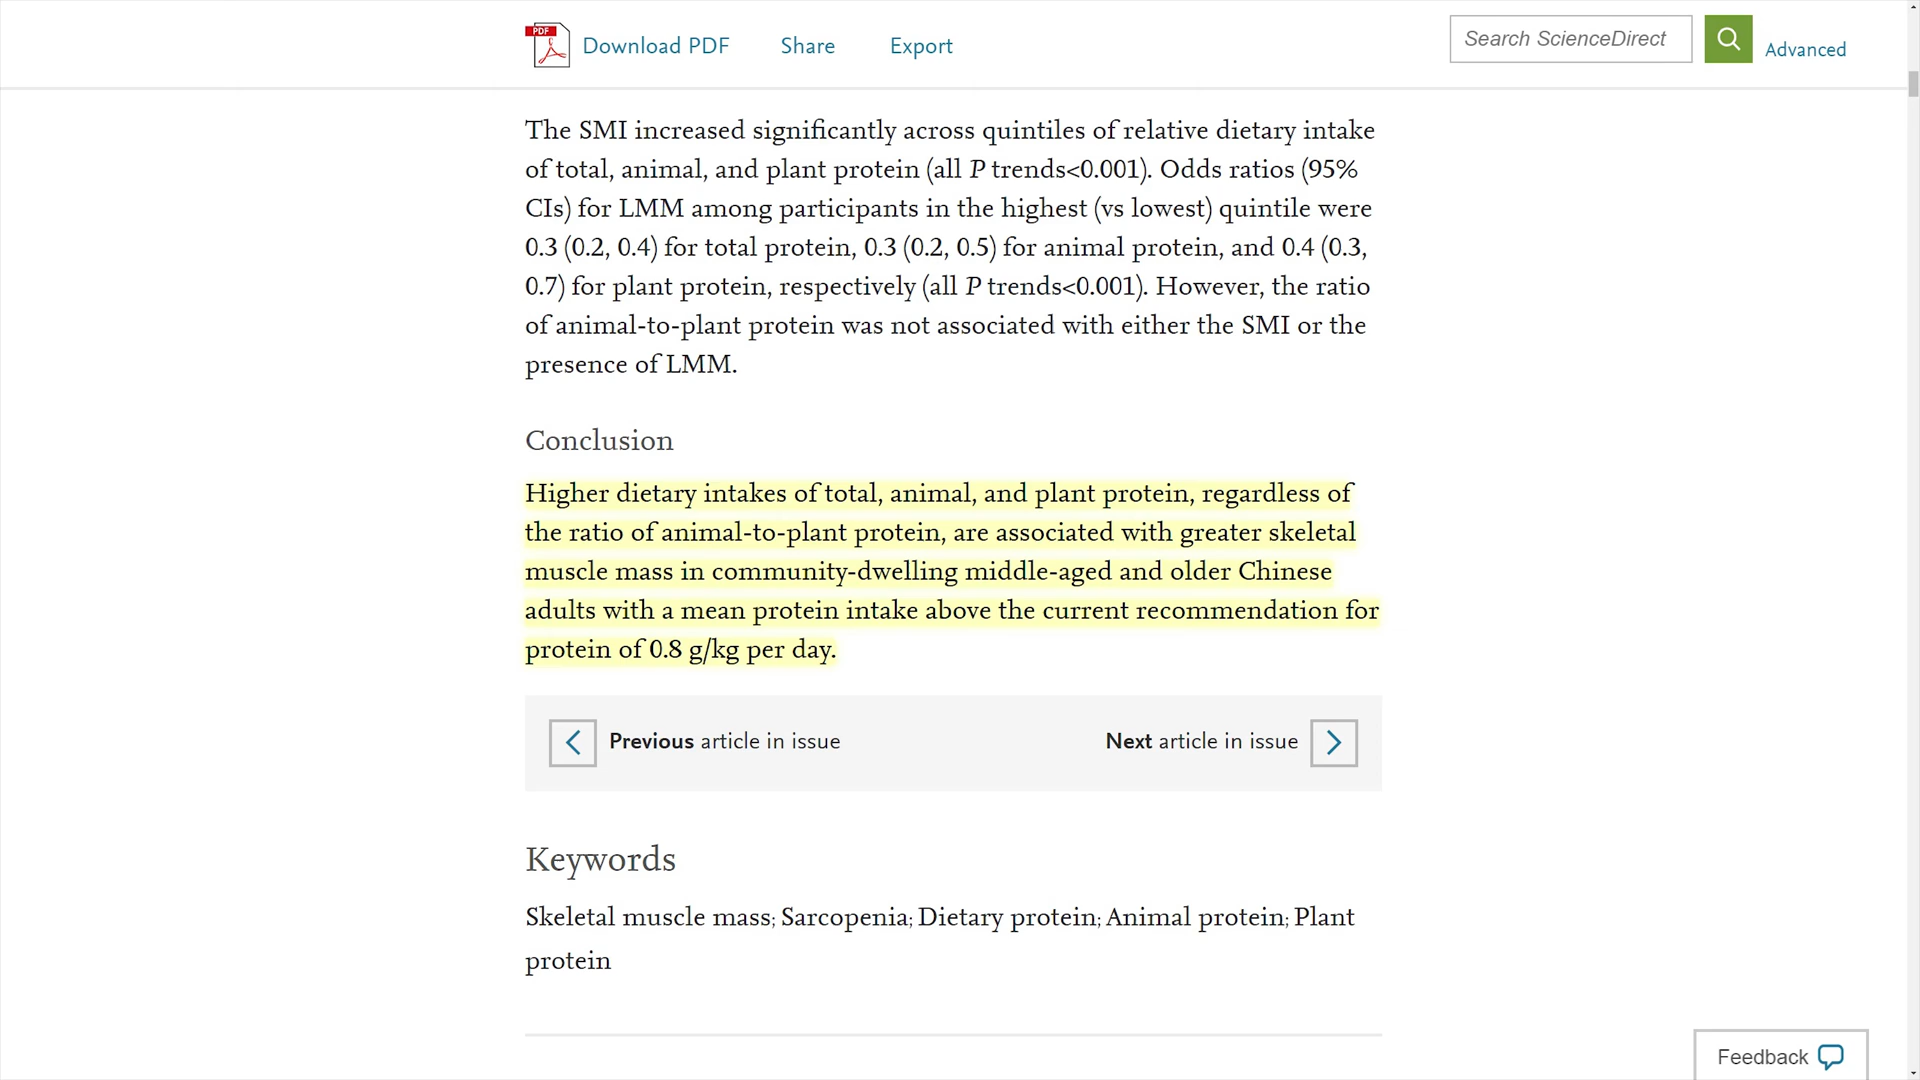 PDF
Download PDF
Share
Export
Search ScienceDirect
Advanced
The SMI increased significantly across quintiles of relative dietary intake
of total, animal, and plant protein (all P trends<0.001). Odds ratios (95%
CIs) for LMM among participants in the highest (vs lowest) quintile were
0.3 (0.2, 0.4) for total protein, 0.3 (0.2, 0.5) for animal protein, and 0.4 (0.3,
0.7) for plant protein, respectively (all P trends<0.001). However, the ratio
of animal-to-plant protein was not associated with either the SMI or the
presence of LMM.
Conclusion
Higher dietary intakes of total, animal, and plant protein, regardless of
the ratio of animal-to-plant protein, are associated with greater skeletal
muscle mass in community-dwelling middle-aged and older Chinese
adults with a mean protein intake above the current recommendation for
protein of 0.8 g/kg per day.
Previous article in issue
Next article in issue
Keywords
Skeletal muscle mass; Sarcopenia; Dietary protein; Animal protein; Plant
protein
Feedback